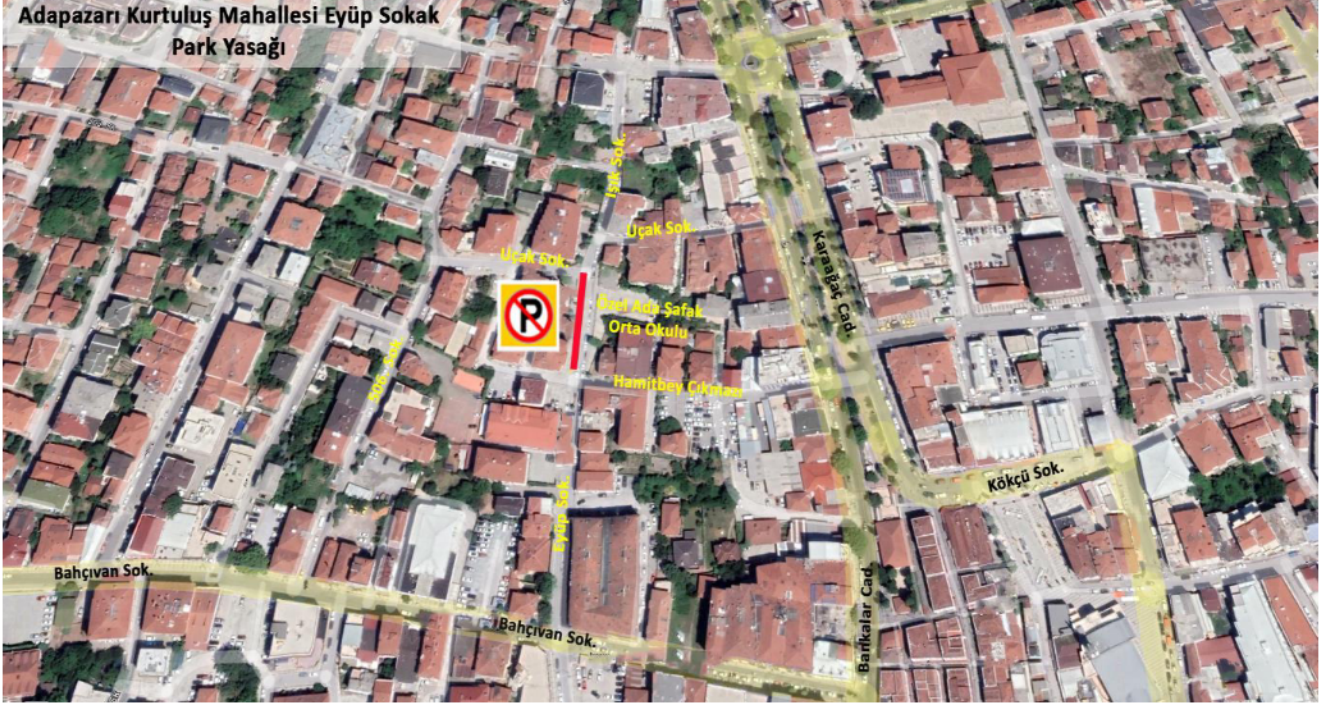 Adapazarı Kurtuluş Mahallesi Eyüp Sokak
Park Yasağı
Işık Sok.
Uçak Sok.
Uçak Sok.
Karaağaç Cad
P
Özel Ada Şafak
Orta Okulu
Hamitbey Çıkmazı
Kökçü Sok.
Eyüp Sok.
Bahçıvan Sok.
Bahçıvan Sok.
Bankalar Cad.